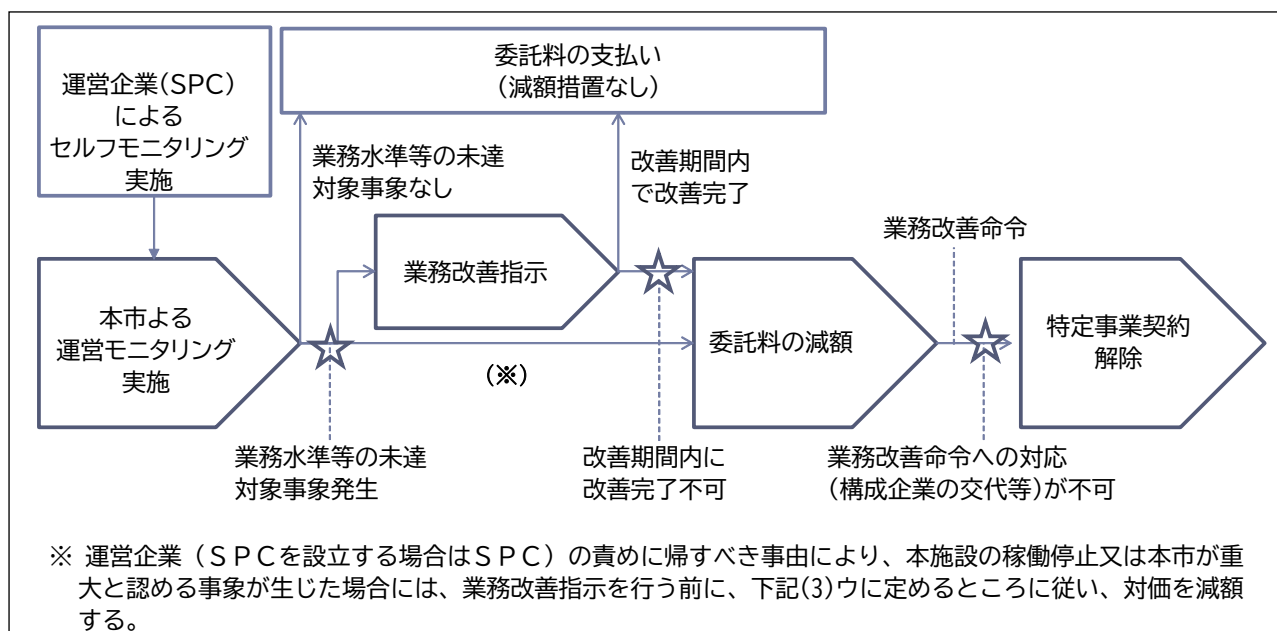 運営企業(SPC)
による
セルフモニタリング
実施
委託料の支払い
(減額措置なし)
業務水準等の未達
対象事象なし
改善期間内
で改善完了
業務改善命令
業務改善指示
本市よる
運営モニタリング
実施
委託料の減額
特定事業契約
解除
(※)
業務水準等の未達
対象事象発生
改善期間内に
改善完了不可
業務改善命令への対応
(構成企業の交代等)が不可
※ 運営企業（ＳＰＣを設立する場合はＳＰＣ）の責めに帰すべき事由により、本施設の稼働停止又は本市が重
大と認める事象が生じた場合には、業務改善指示を行う前に、下記(3)ウに定めるところに従い、対価を減額
する。